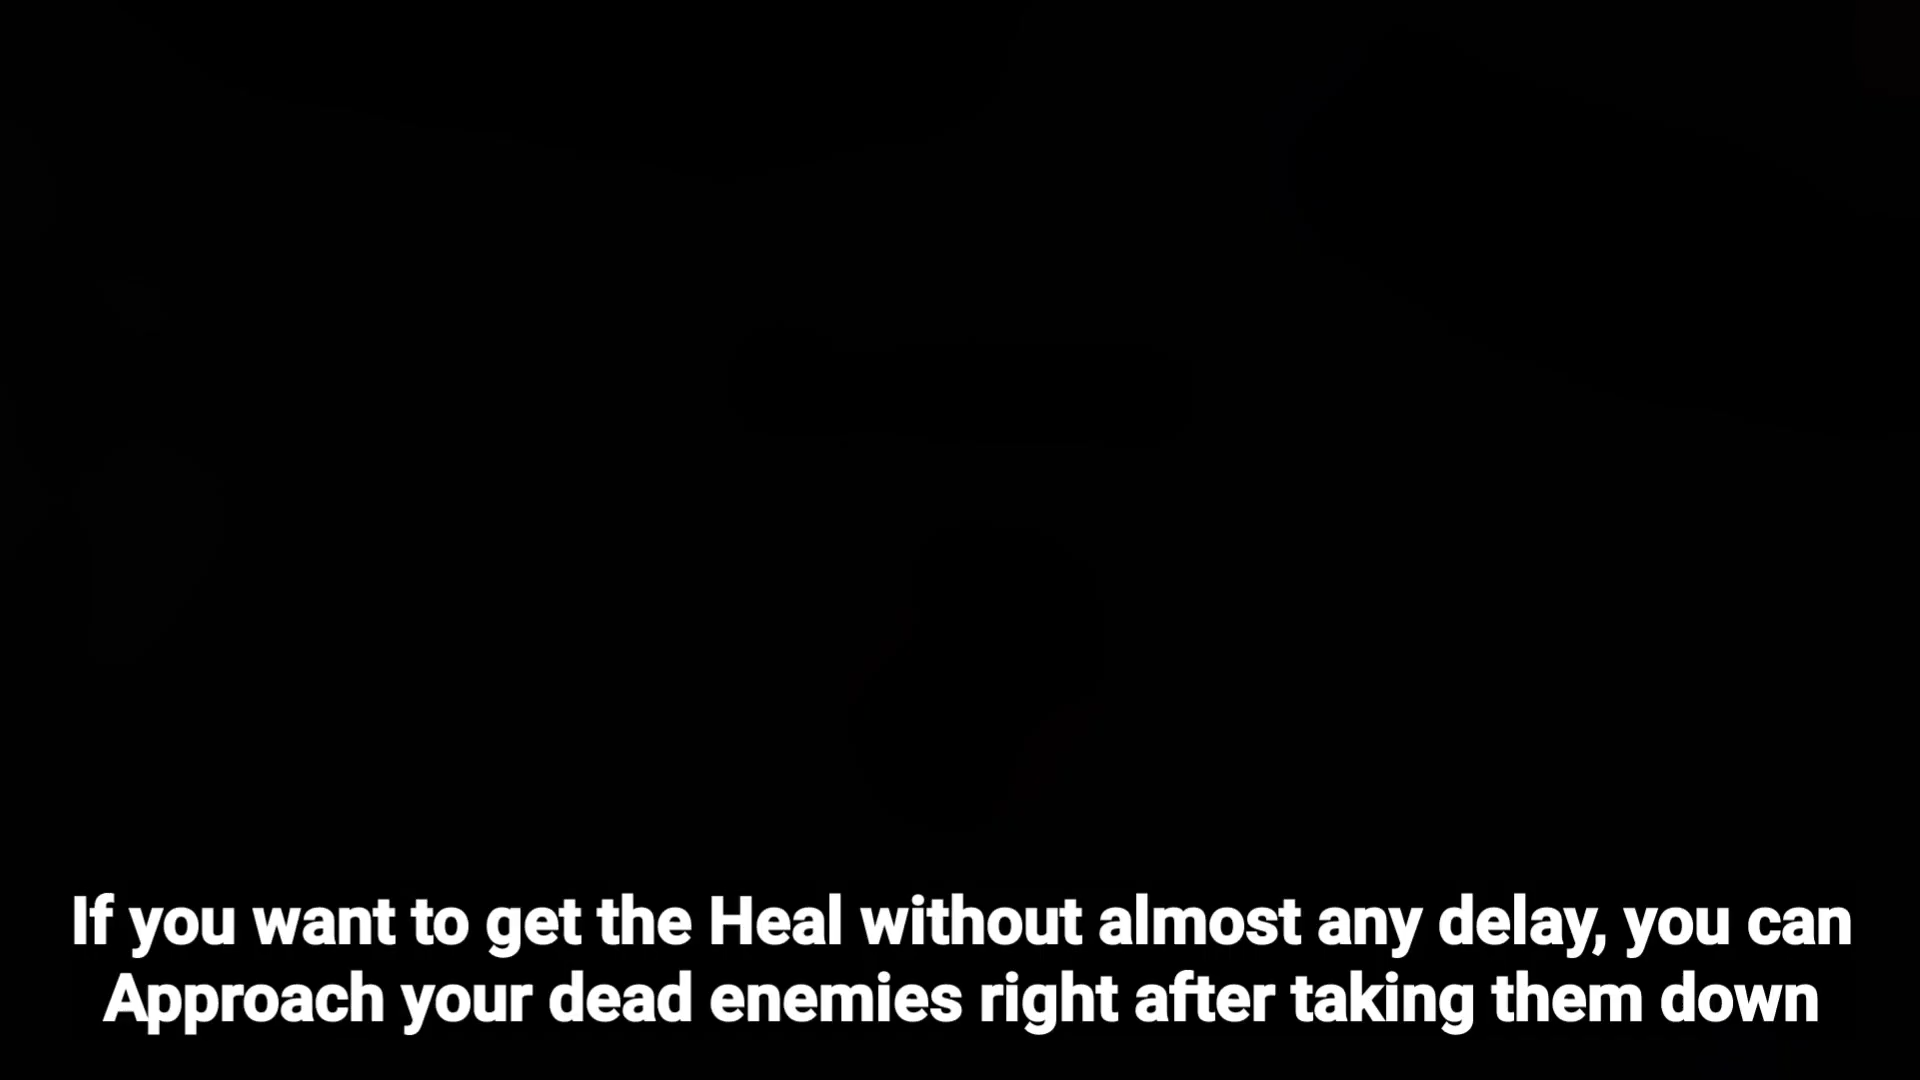 If you want to get the Heal without almost any delay, you can
Approach your dead enemies right after taking them down